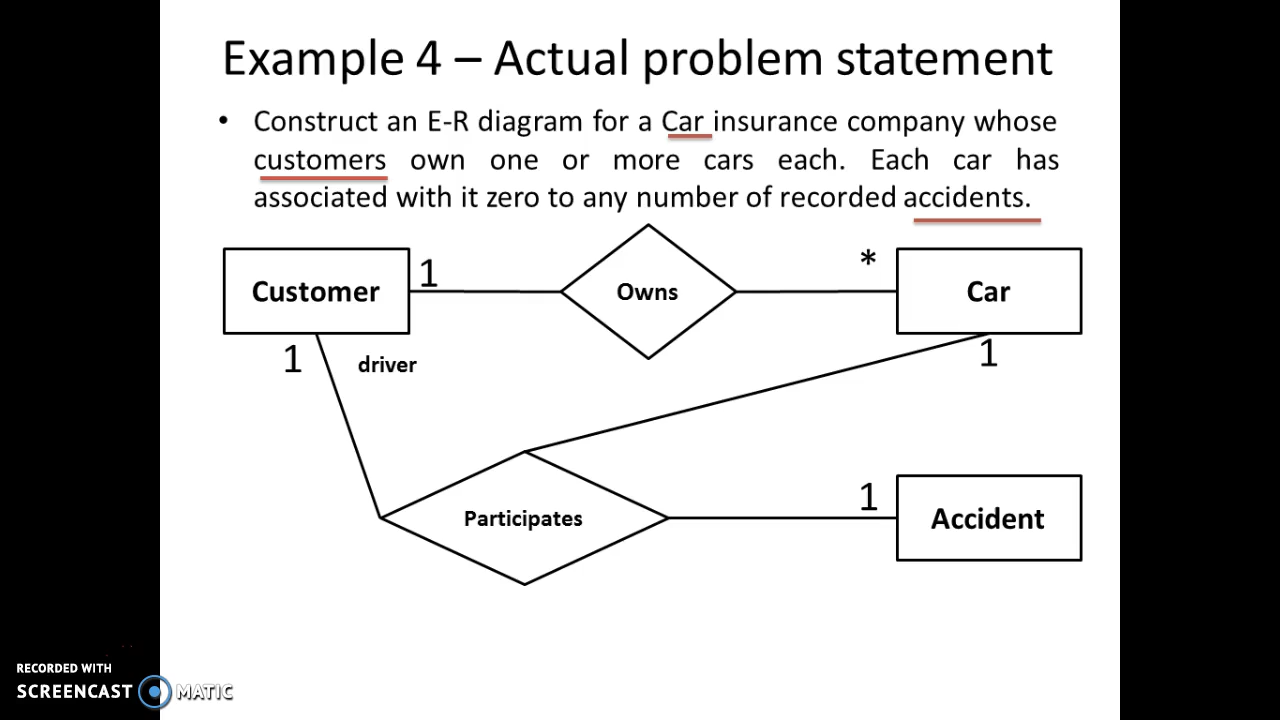 Example 4 – Actual problem statement
• Construct an E-R diagram for a Car insurance company whose
customers own one or more cars each. Each car has
associated with it zero to any number of recorded accidents.
Customer
1
Owns
*
Car
1
driver
1
Participates
1
Accident
RECORDED WITH
SCREENCAST MATIC